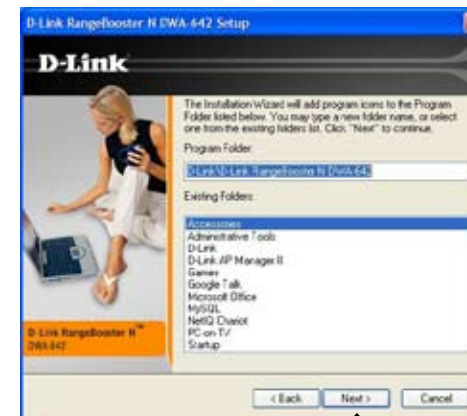 D-Link RangeBooster N DWA-642 Setup
D-Link
The Installation Wizard will add program icons to the Program
Folder listed below. You may type a new folder name, or select
one from the existing folders list. Click "Next" to continue.
Program Folder:
D-Link\D-Link RangeBooster N DWA-642
Existing Folders:
Accessories
Administrative Tools
D-Link
D-Link AP Manager II
Games
Google Talk
Microsoft Office
MySQL
NetIQ Chariot
PC on TV
Startup
D-Link RangeBooster N™
DWA-642
< Back
Next >
Cancel